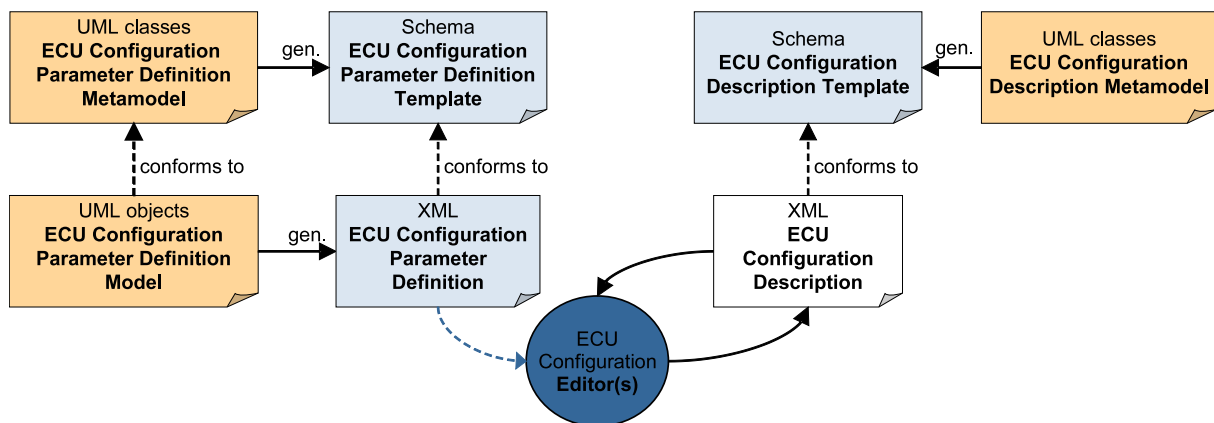 UML classes
ECU Configuration
Parameter Definition
Metamodel
gen.
Schema
ECU Configuration
Parameter Definition
Template
Schema
ECU Configuration
Description Template
gen.
UML classes
ECU Configuration
Description Metamodel
conforms to
conforms to
conforms to
UML objects
ECU Configuration
Parameter Definition
Model
gen.
XML
ECU Configuration
Parameter
Definition
XML
ECU
Configuration
Description
ECU
Configuration
Editor(s)